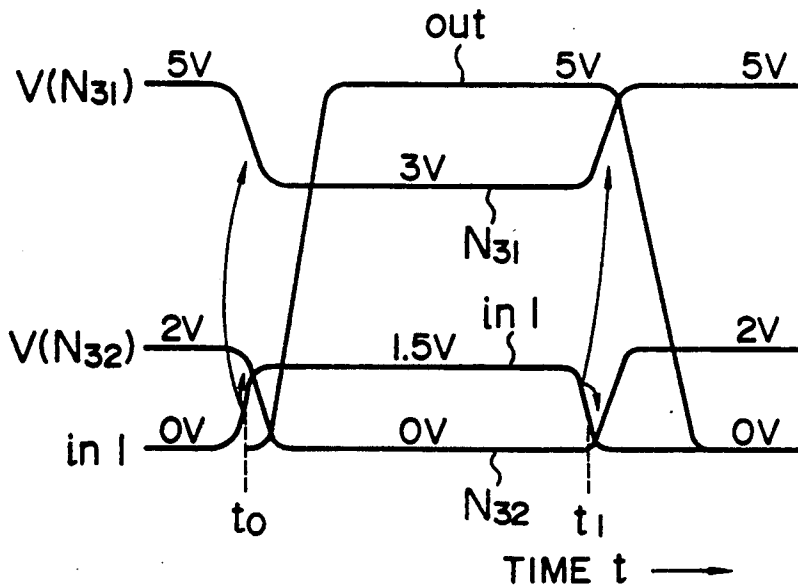 out
V(N31) 5V 5V 5V
3V
N31
in 1
V(N32) 2V 1.5V 2V
in 1 0V 0V 0V
t0 N32 t1
TIME t